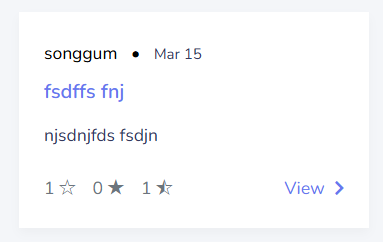 songgum • Mar 15
fsdffs fnj
njsdnjfds fsdjn
1 0 1 View